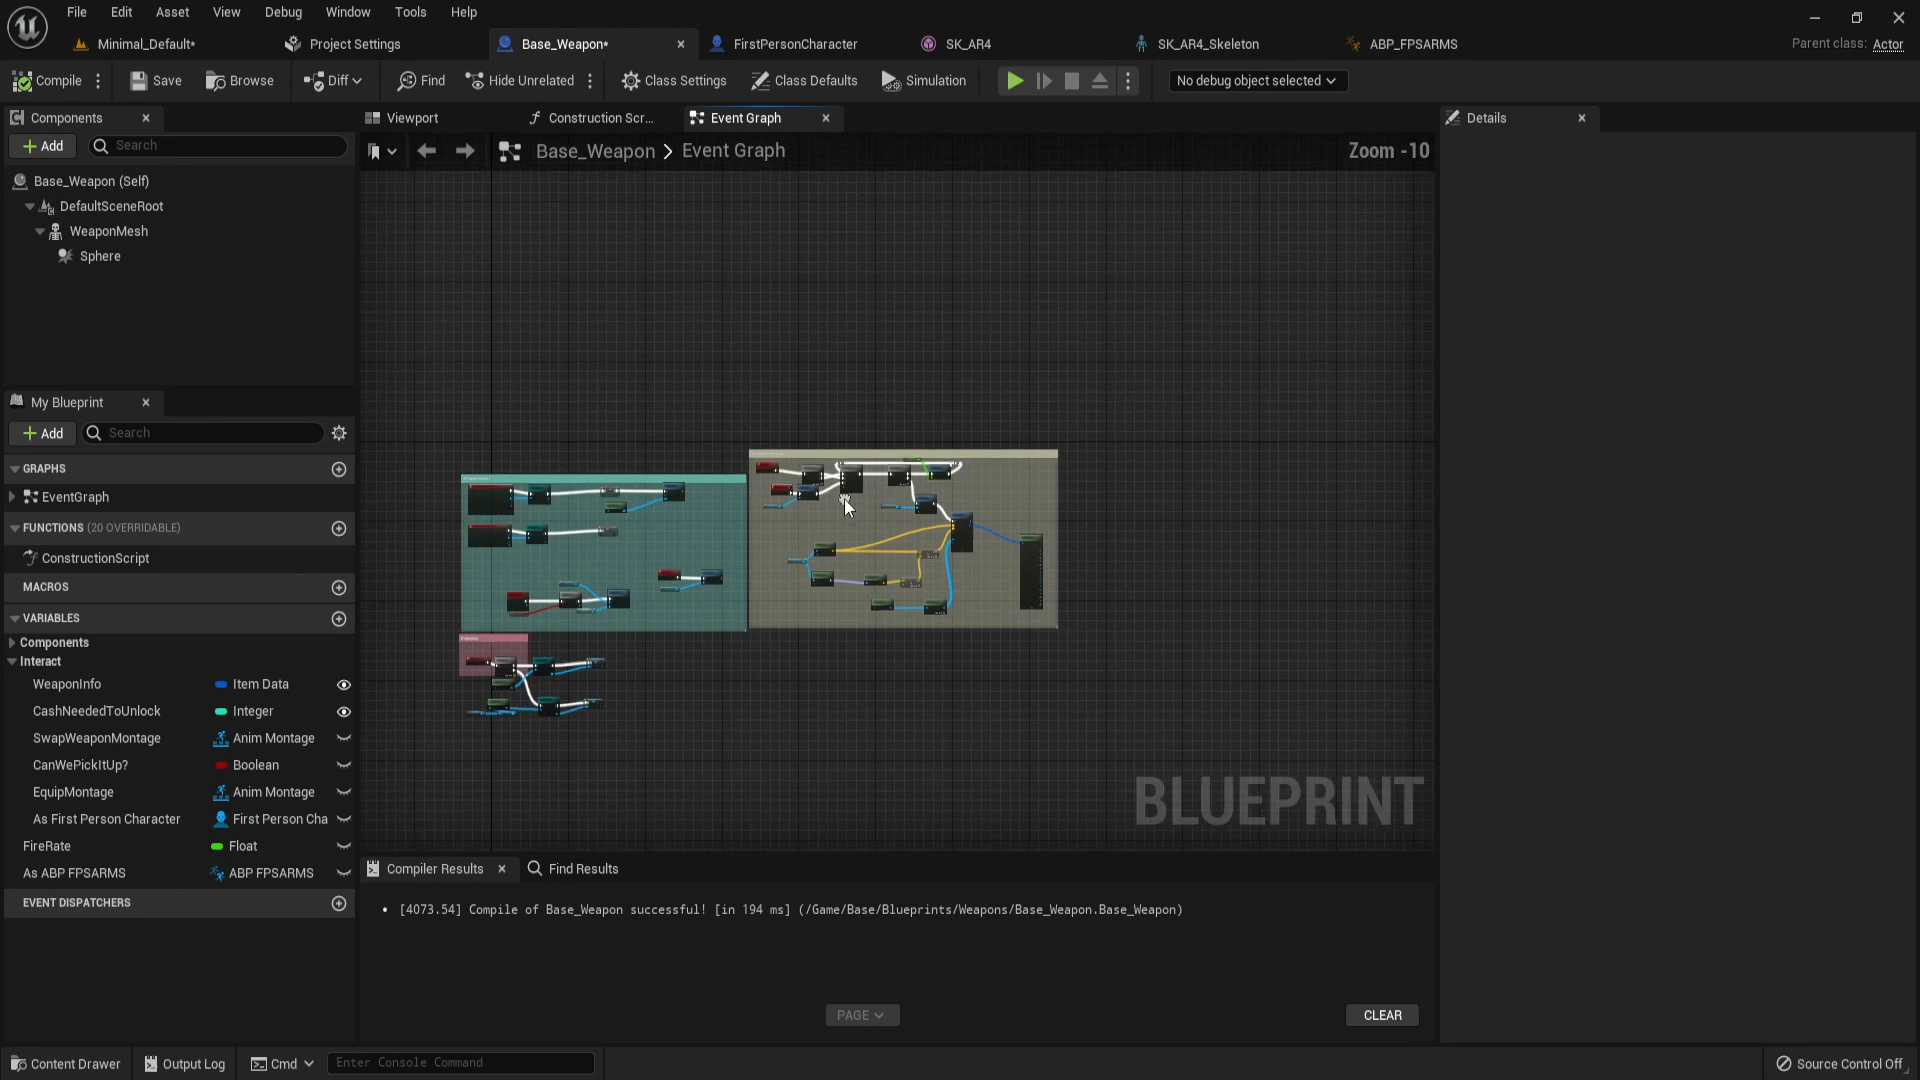 File Edit Asset View Debug Window Tools Help
Minimal_Default* Project Settings Base_Weapon* FirstPersonCharacter SK_AR4 SK_AR4_Skeleton ABP_FPSARMS Parent class: Actor
Compile Save Browse Diff Find Hide Unrelated Class Settings Class Defaults Simulation No debug object selected
Components Viewport Construction Scr... Event Graph Details
Add Search
Base_Weapon > Event Graph Zoom -10
Base_Weapon (Self)
DefaultSceneRoot
WeaponMesh
Sphere
My Blueprint
Add Search
GRAPHS
EventGraph
FUNCTIONS (20 OVERRIDABLE)
ConstructionScript
MACROS
VARIABLES
Components
Interact
WeaponInfo Item Data
CashNeededToUnlock Integer
SwapWeaponMontage Anim Montage
CanWePickItUp? Boolean
EquipMontage Anim Montage
As First Person Character First Person Cha
FireRate Float
As ABP FPSARMS ABP FPSARMS
EVENT DISPATCHERS
BLUEPRINT
Compiler Results Find Results
• [4073.54] Compile of Base_Weapon successful! [in 194 ms] (/Game/Base/Blueprints/Weapons/Base_Weapon.Base_Weapon)
PAGE CLEAR
Content Drawer Output Log Cmd Enter Console Command Source Control Off